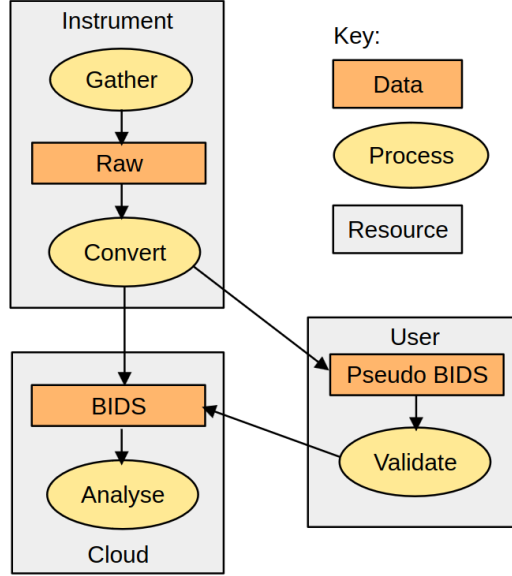 Instrument
Gather
Raw
Convert
Key:
Data
Process
Resource
User
Pseudo BIDS
Validate
BIDS
Analyse
Cloud